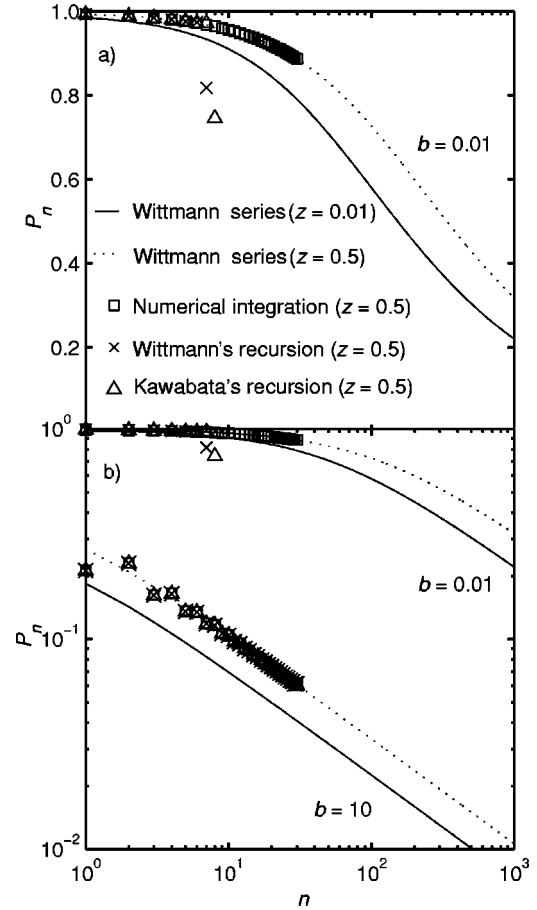 1.0
a)
0.8
b = 0.01
0.6
P_n
Wittmann series (z = 0.01)
Wittmann series (z = 0.5)
0.4
Numerical integration (z = 0.5)
Wittmann's recursion (z = 0.5)
0.2
Kawabata's recursion (z = 0.5)
10^0
b)
b = 0.01
P_n
10^-1
b = 10
10^-2
10^0 10^1 10^2 10^3
n